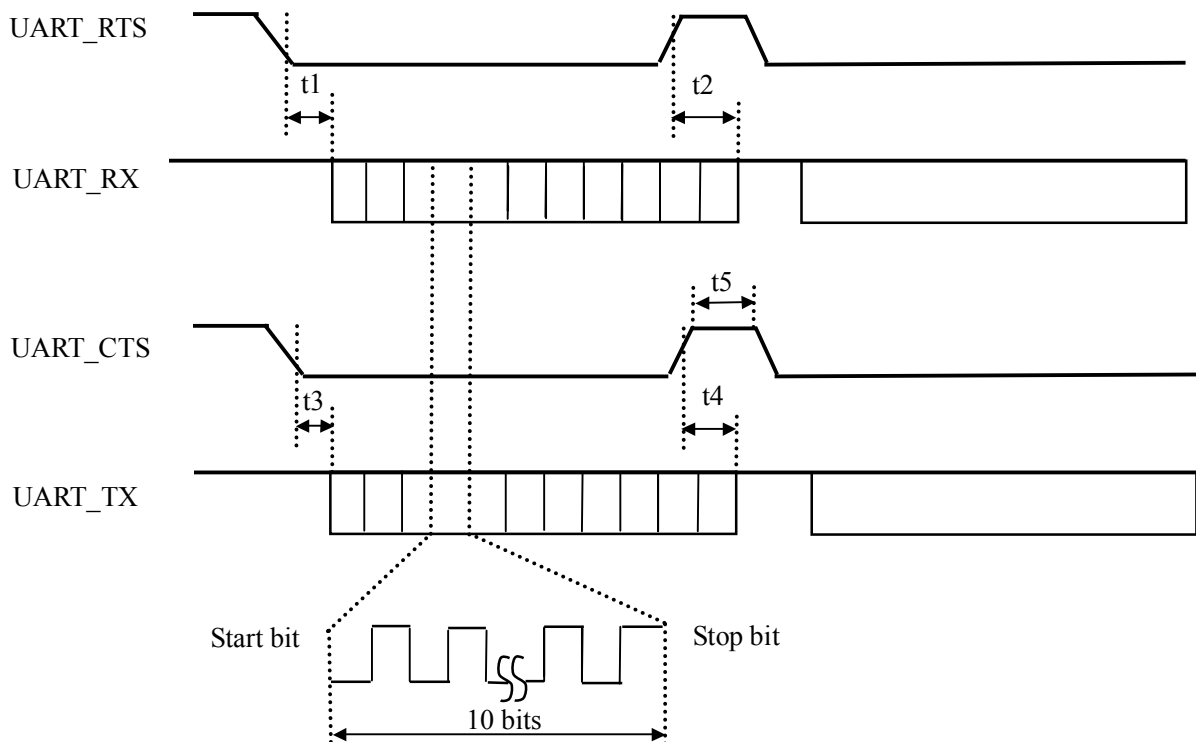 UART_RTS
t1
t2
UART_RX
t5
UART_CTS
t3
t4
UART_TX
Start bit
Stop bit
10 bits